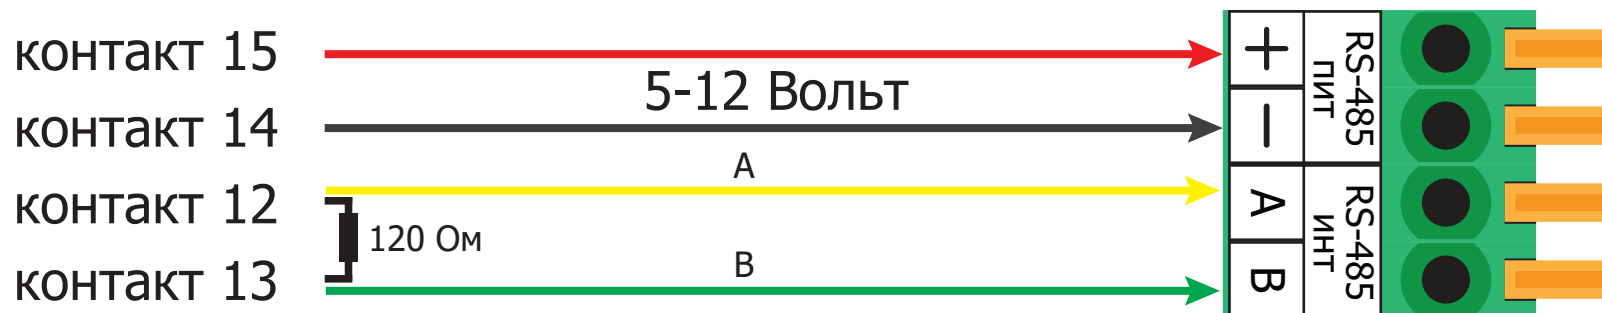 контакт 15
контакт 14
контакт 12
контакт 13
5-12 Вольт
A
B
120 Ом
+
−
A
B
RS-485
пит
RS-485
инт